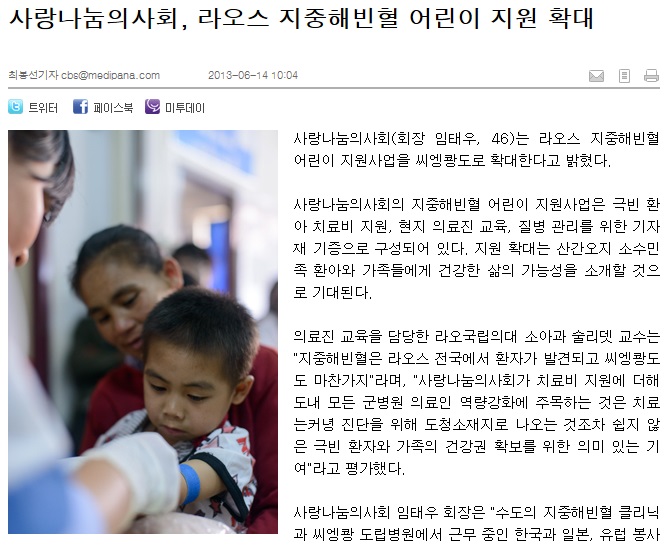 사랑나눔의사회, 라오스 지중해빈혈 어린이 지원 확대
최봉선기자 cbs@medipana.com 2013-06-14 10:04
트위터 페이스북 미투데이
사랑나눔의사회(회장 임태우, 46)는 라오스 지중해빈혈
어린이 지원사업을 씨엥쾅도로 확대한다고 밝혔다.
사랑나눔의사회의 지중해빈혈 어린이 지원사업은 극빈 환
아 치료비 지원, 현지 의료진 교육, 질병 관리를 위한 기자
재 기증으로 구성되어 있다. 지원 확대는 산간오지 소수민
족 환아와 가족들에게 건강한 삶의 가능성을 소개할 것으
로 기대된다.
의료진 교육을 담당한 라오국립의대 소아과 술리뎃 교수는
"지중해빈혈은 라오스 전국에서 환자가 발견되고 씨엥쾅도
도 마찬가지"라며, "사랑나눔의사회가 치료비 지원에 더해
도내 모든 군병원 의료인 역량강화에 주목하는 것은 치료
는커녕 진단을 위해 도청소재지로 나오는 것조차 쉽지 않
은 극빈 환자와 가족의 건강권 확보를 위한 의미 있는 기
여"라고 평가했다.
사랑나눔의사회 임태우 회장은 "수도의 지중해빈혈 클리닉
과 씨엥쾅 도립병원에서 근무 중인 한국과 일본, 유럽 봉사